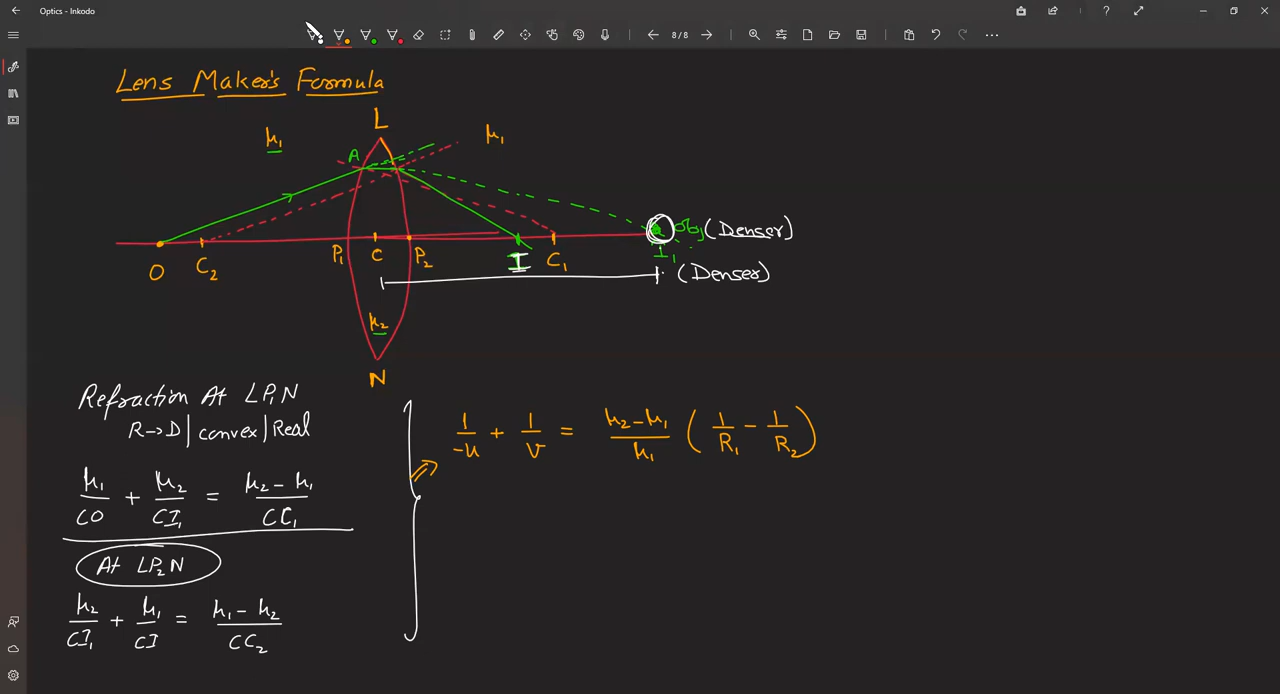 Optics - Inkodo
8/8
Lens Maker's Formula
L
μ₁
μ₁
A
Obj (Denser)
O
C₂
P₁
C
P₂
I
C₁
I₁
(Denser)
μ₂
N
Refraction At LP₁N
R→D | convex | Real
μ₁/CO + μ₂/CI₁ = μ₂ - μ₁/CC₁
At LP₂N
μ₂/CI₁ + μ₁/CI = μ₁ - μ₂/CC₂
1/-u + 1/v = μ₂ - μ₁/μ₁ (1/R₁ - 1/R₂)